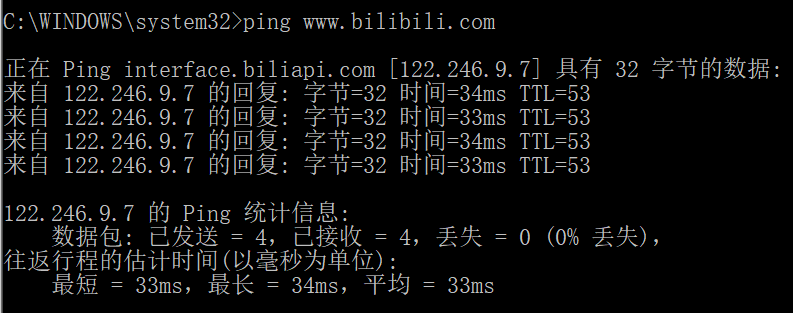 C:\WINDOWS\system32>ping www.bilibili.com
正在 Ping interface.biliapi.com [122.246.9.7] 具有 32 字节的数据:
来自 122.246.9.7 的回复: 字节=32 时间=34ms TTL=53
来自 122.246.9.7 的回复: 字节=32 时间=33ms TTL=53
来自 122.246.9.7 的回复: 字节=32 时间=34ms TTL=53
来自 122.246.9.7 的回复: 字节=32 时间=33ms TTL=53
122.246.9.7 的 Ping 统计信息:
数据包: 已发送 = 4，已接收 = 4，丢失 = 0 (0% 丢失)，
往返行程的估计时间(以毫秒为单位):
最短 = 33ms，最长 = 34ms，平均 = 33ms